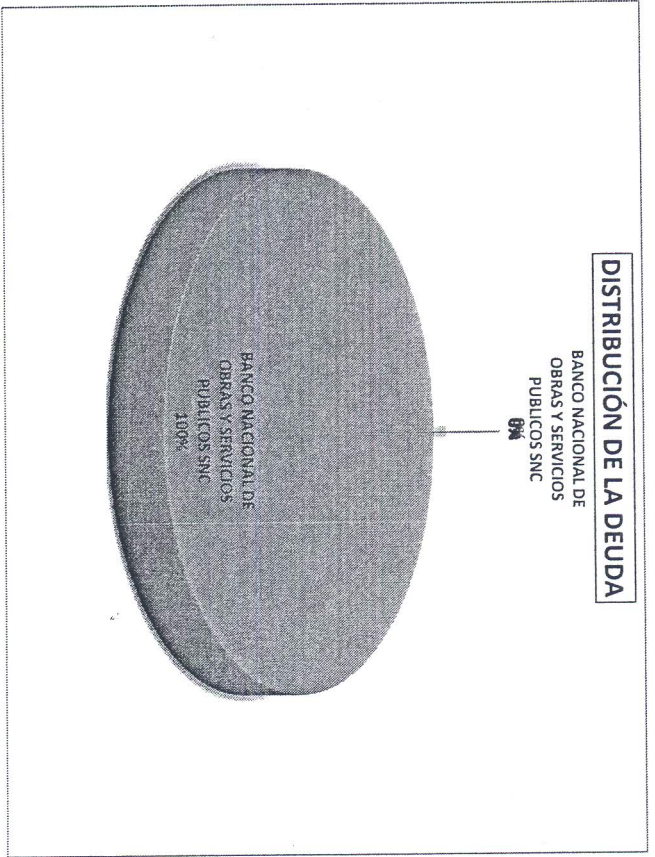 DISTRIBUCIÓN DE LA DEUDA
BANCO NACIONAL DE
OBRAS Y SERVICIOS
PUBLICOS SNC
BANCO NACIONAL DE
OBRAS Y SERVICIOS
PUBLICOS SNC
100%